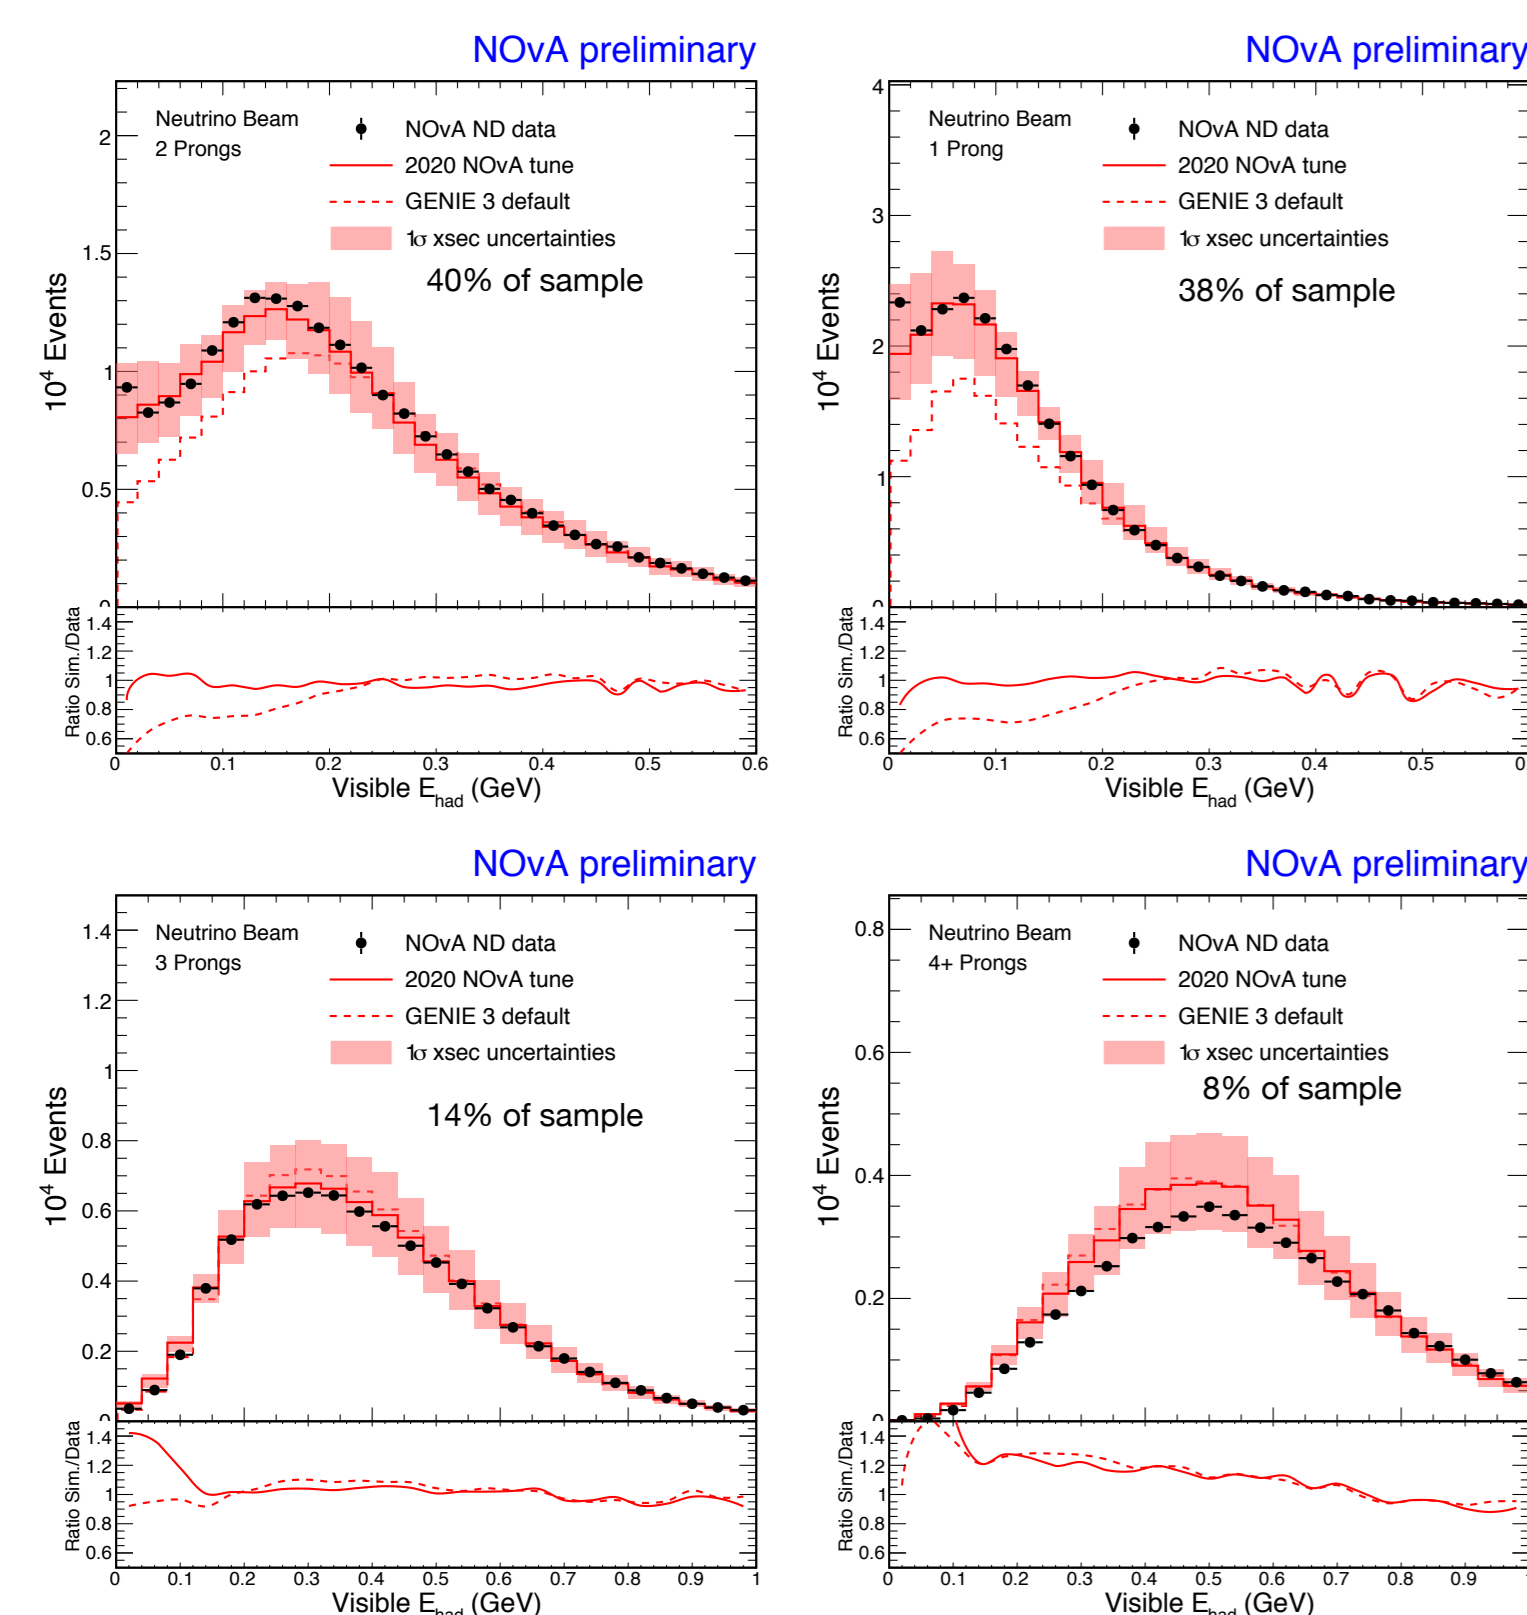 NOvA preliminary
Neutrino Beam
2 Prongs
NOvA ND data
2020 NOvA tune
GENIE 3 default
1σ xsec uncertainties
40% of sample
10⁴ Events
2
1.5
1
0.5
0
Ratio Sim./Data
1.4
1.2
1
0.8
0.6
0 0.1 0.2 0.3 0.4 0.5 0.6
Visible E_had (GeV)
NOvA preliminary
Neutrino Beam
1 Prong
NOvA ND data
2020 NOvA tune
GENIE 3 default
1σ xsec uncertainties
38% of sample
10⁴ Events
4
3
2
1
0
Ratio Sim./Data
1.4
1.2
1
0.8
0.6
0 0.1 0.2 0.3 0.4 0.5
Visible E_had (GeV)
NOvA preliminary
Neutrino Beam
3 Prongs
NOvA ND data
2020 NOvA tune
GENIE 3 default
1σ xsec uncertainties
14% of sample
10⁴ Events
1.4
1.2
1
0.8
0.6
0.4
0.2
0
Ratio Sim./Data
1.4
1.2
1
0.8
0.6
0 0.1 0.2 0.3 0.4 0.5 0.6 0.7 0.8 0.9 1
Visible E_had (GeV)
NOvA preliminary
Neutrino Beam
4+ Prongs
NOvA ND data
2020 NOvA tune
GENIE 3 default
1σ xsec uncertainties
8% of sample
10⁴ Events
0.8
0.6
0.4
0.2
0
Ratio Sim./Data
1.4
1.2
1
0.8
0.6
0 0.1 0.2 0.3 0.4 0.5 0.6 0.7 0.8 0.9
Visible E_had (GeV)